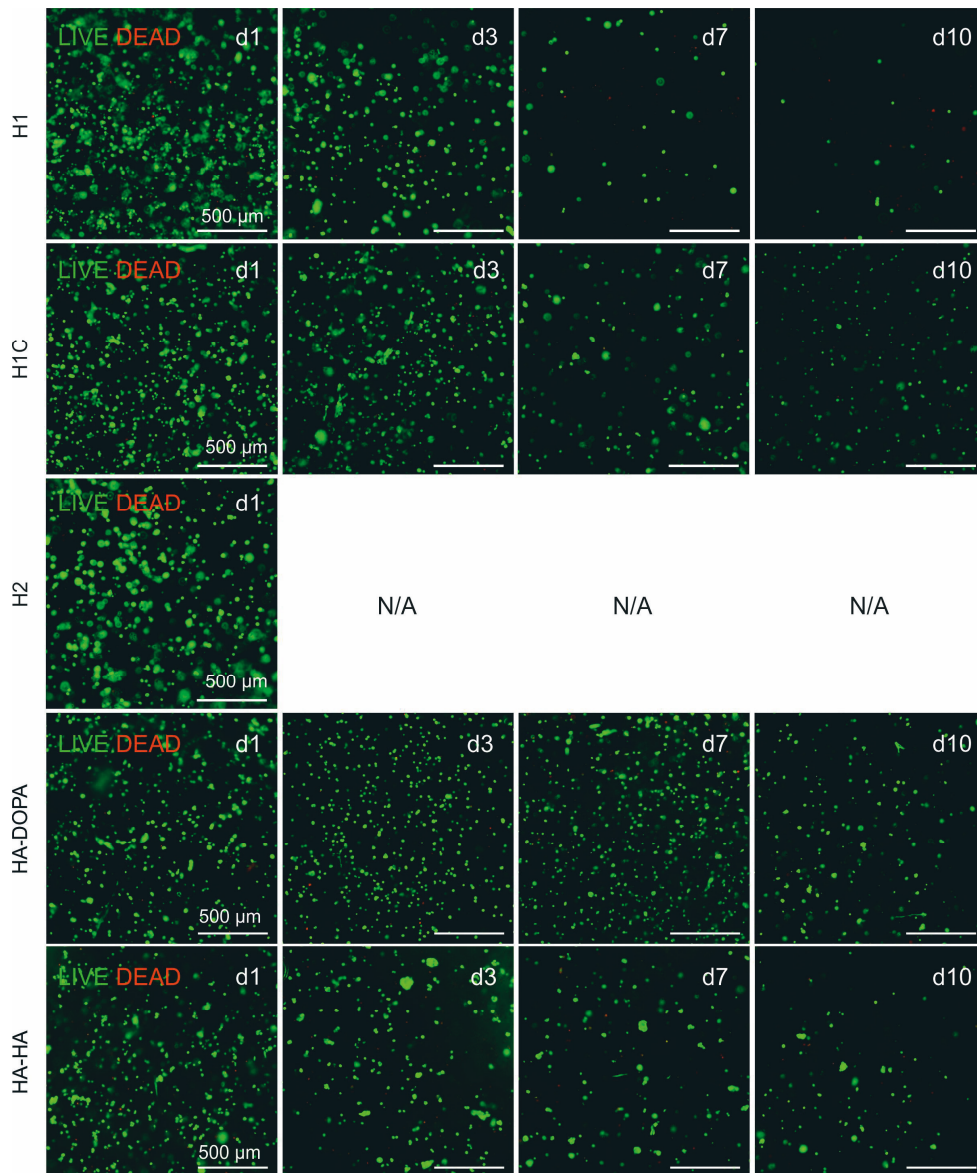 LIVE DEAD d1 d3 d7 d10
H1
500 µm
LIVE DEAD d1 d3 d7 d10
H1C
500 µm
LIVE DEAD d1
H2
N/A N/A N/A
500 µm
LIVE DEAD d1 d3 d7 d10
HA-DOPA
500 µm
LIVE DEAD d1 d3 d7 d10
HA-HA
500 µm